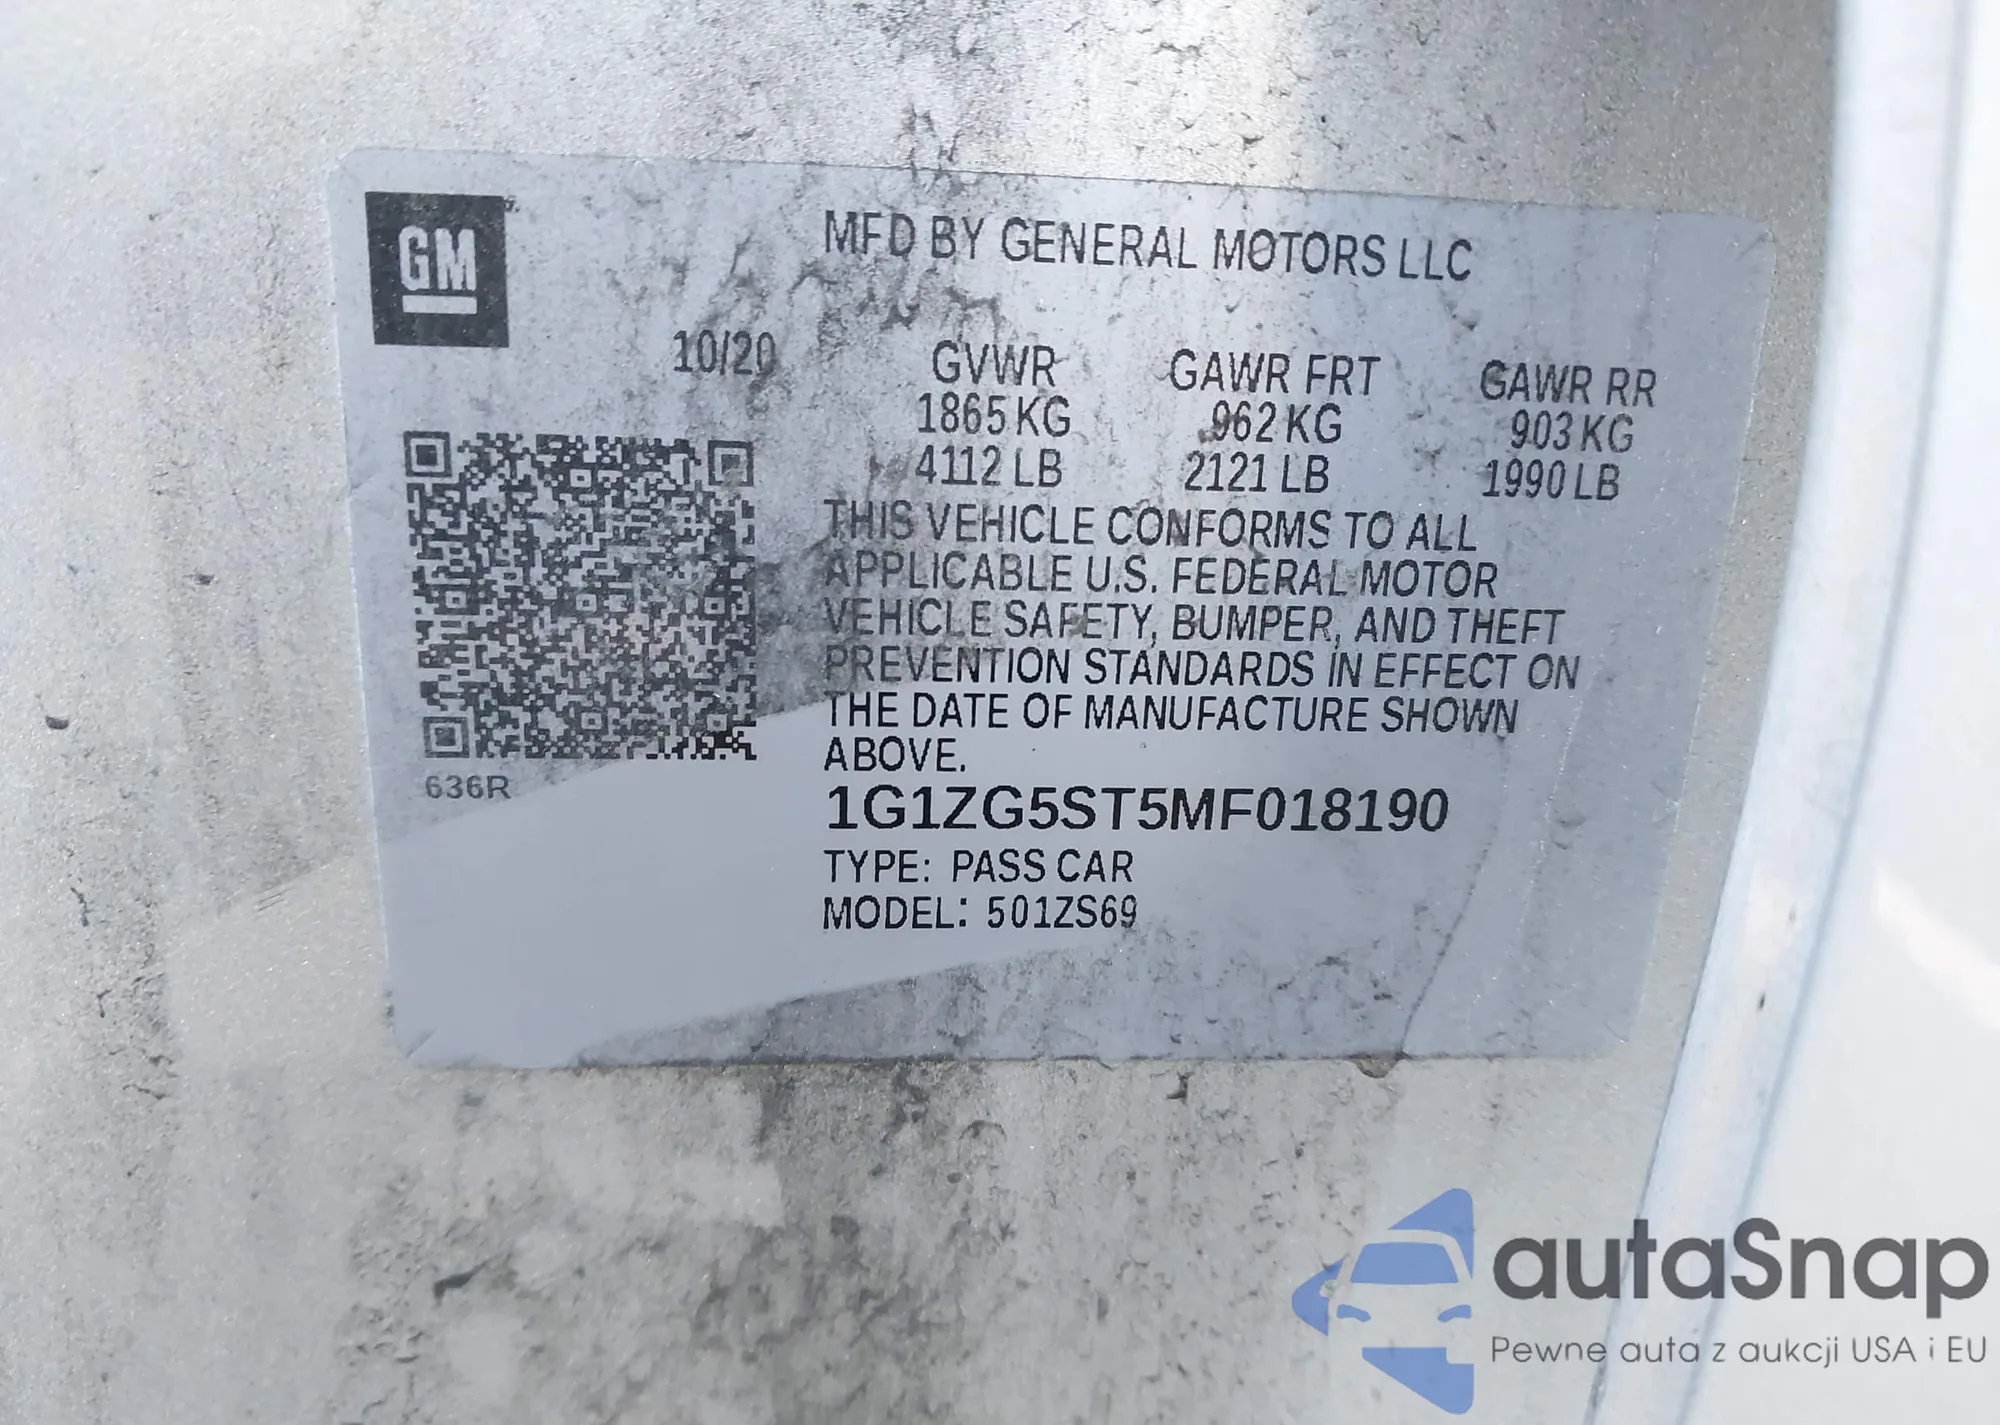 GM
MFD BY GENERAL MOTORS LLC
10/20
GVWR GAWR FRT GAWR RR
1865 KG 962 KG 903 KG
4112 LB 2121 LB 1990 LB
THIS VEHICLE CONFORMS TO ALL
APPLICABLE U.S. FEDERAL MOTOR
VEHICLE SAFETY, BUMPER, AND THEFT
PREVENTION STANDARDS IN EFFECT ON
THE DATE OF MANUFACTURE SHOWN
ABOVE.
636R
1G1ZG5ST5MF018190
TYPE: PASS CAR
MODEL: 501ZS69
autaSnap
Pewne auta z aukcji USA i EU